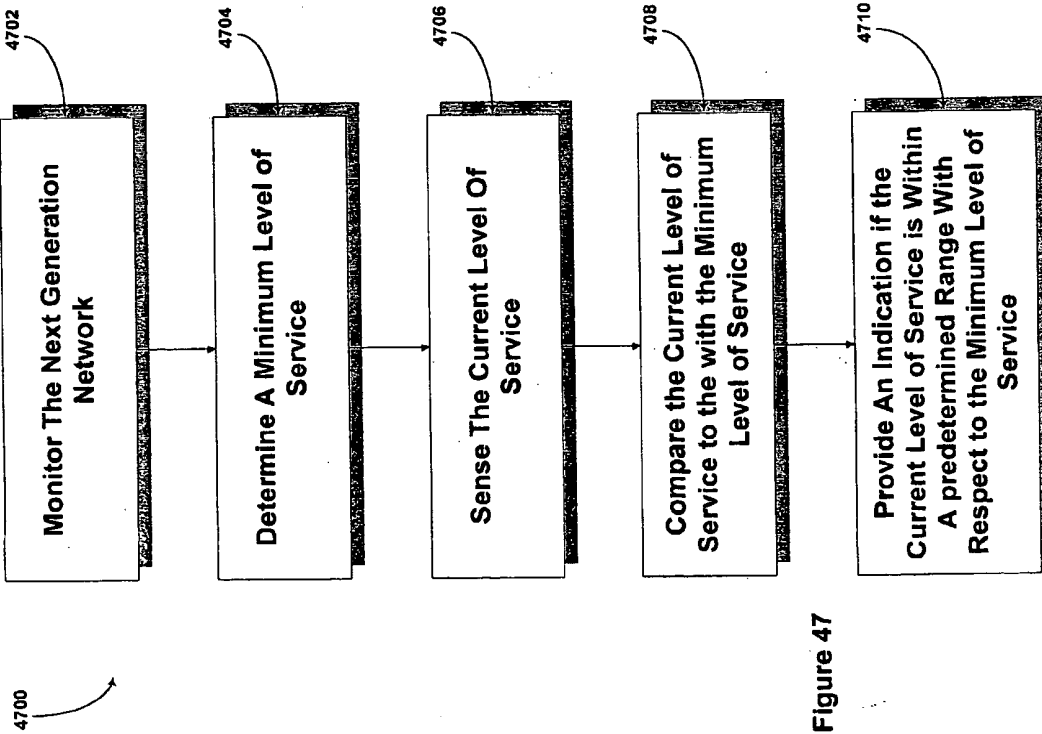 4700
4702
Monitor The Next Generation
Network
4704
Determine A Minimum Level of
Service
4706
Sense The Current Level Of
Service
4708
Compare the Current Level of
Service to the with the Minimum
Level of Service
4710
Provide An Indication if the
Current Level of Service is Within
A predetermined Range With
Respect to the Minimum Level of
Service
Figure 47